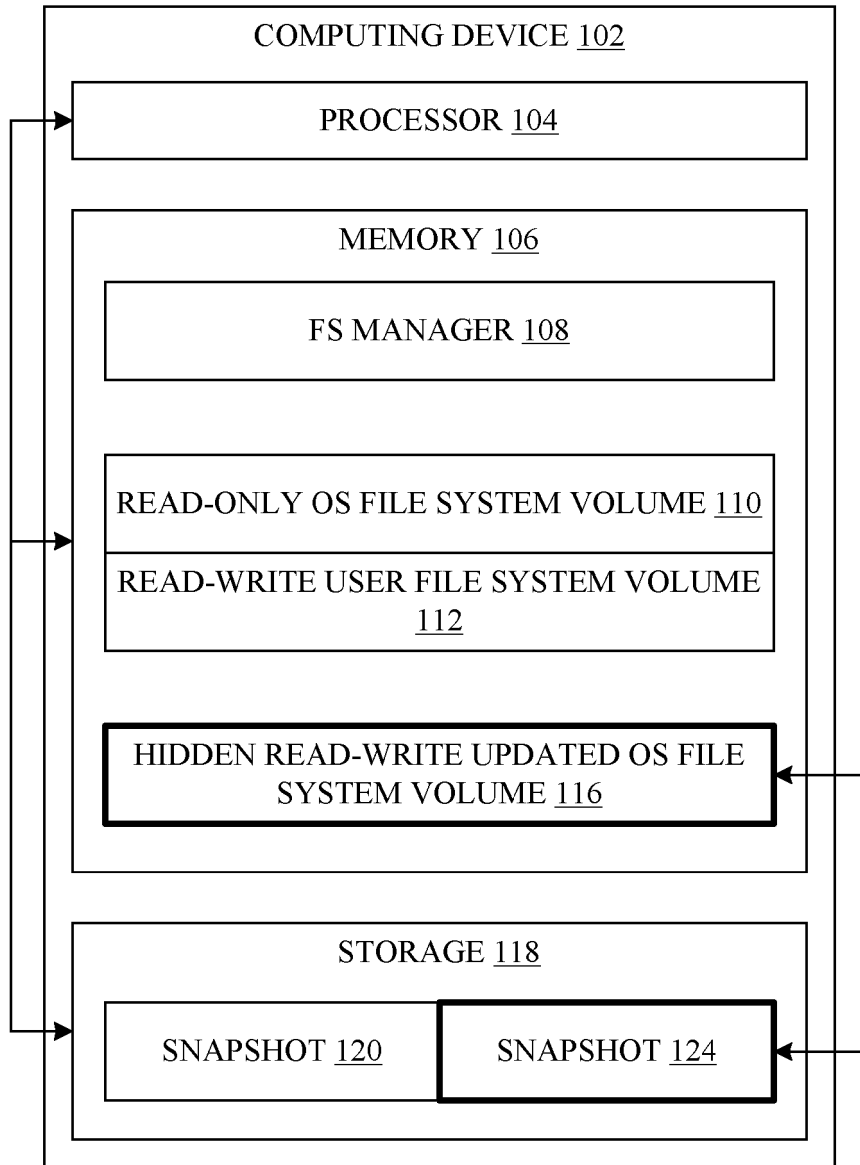 COMPUTING DEVICE 102
PROCESSOR 104
MEMORY 106
FS MANAGER 108
READ-ONLY OS FILE SYSTEM VOLUME 110
READ-WRITE USER FILE SYSTEM VOLUME
112
HIDDEN READ-WRITE UPDATED OS FILE
SYSTEM VOLUME 116
STORAGE 118
SNAPSHOT 120
SNAPSHOT 124